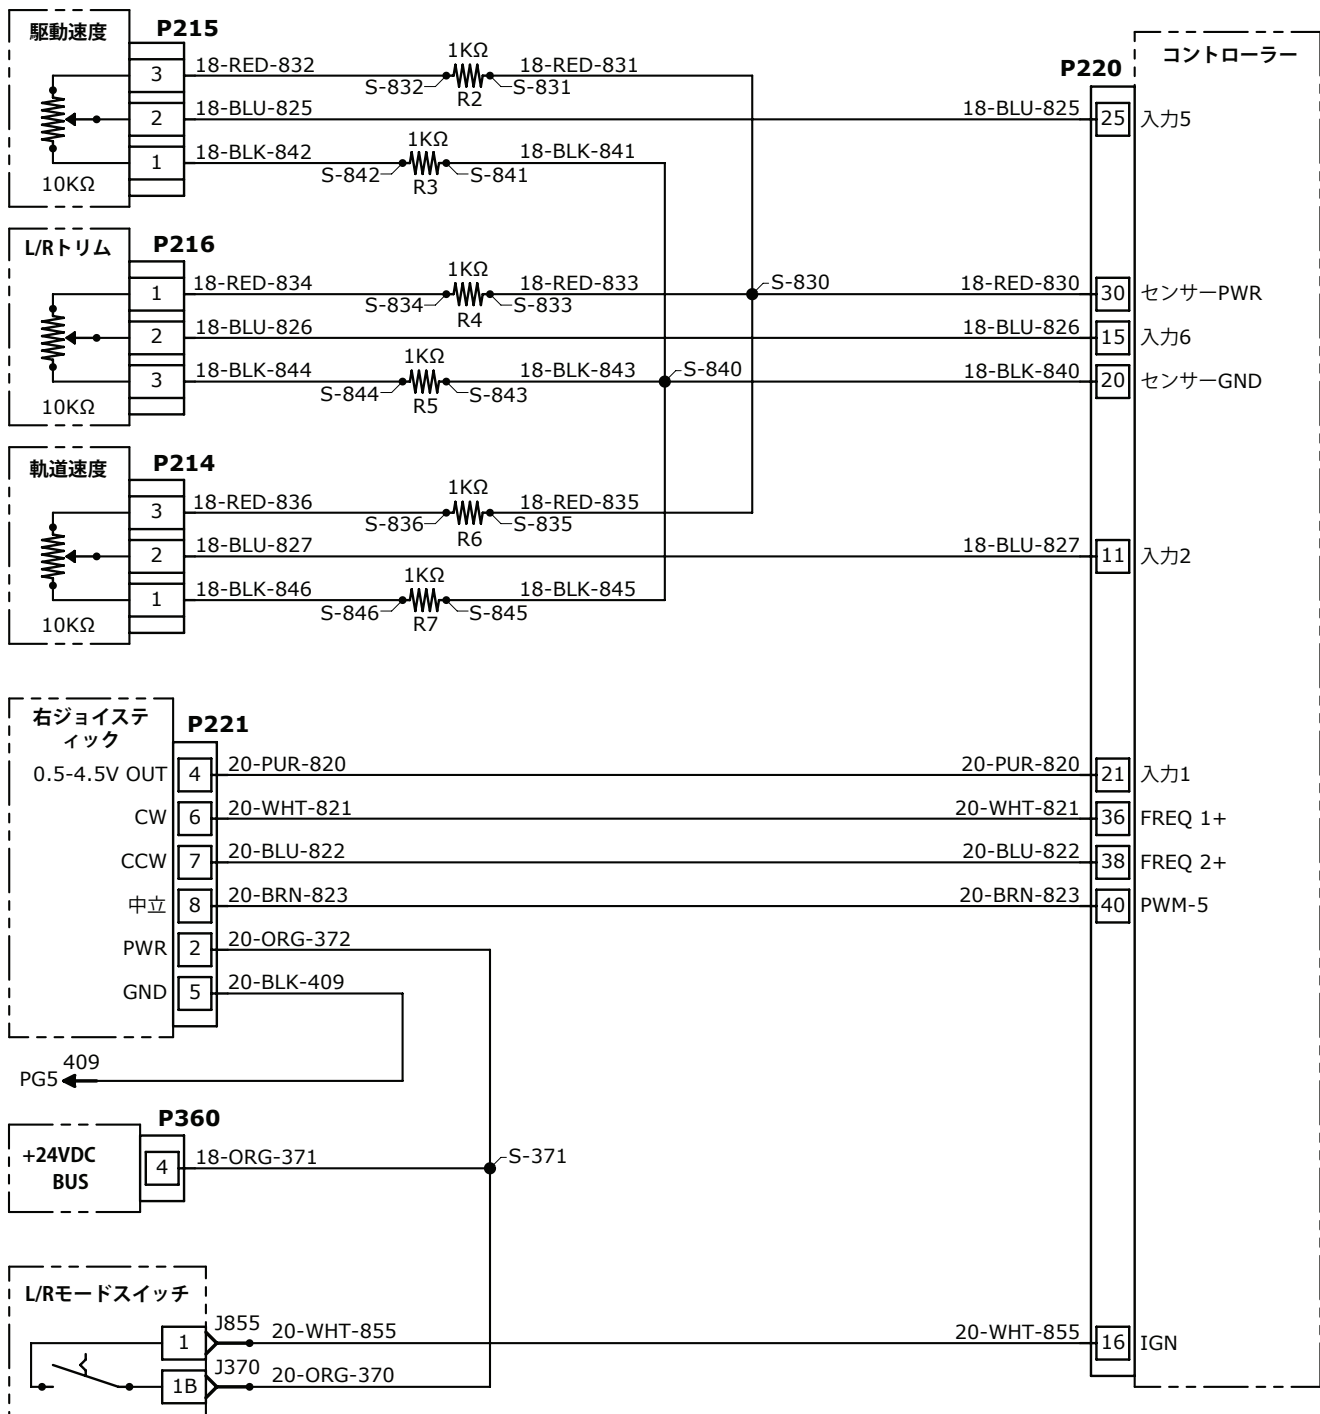 駆動速度
P215
3
18-RED-832
1KΩ
18-RED-831
S-832
R2
S-831
2
18-BLU-825
18-BLU-825
1
18-BLK-842
1KΩ
18-BLK-841
S-842
R3
S-841
10KΩ
コントローラー
P220
25
入力5
L/Rトリム
P216
1
18-RED-834
1KΩ
18-RED-833
S-834
R4
S-833
S-830
18-RED-830
30
センサーPWR
2
18-BLU-826
18-BLU-826
15
入力6
3
18-BLK-844
1KΩ
18-BLK-843
S-844
R5
S-843
S-840
18-BLK-840
20
センサーGND
10KΩ
軌道速度
P214
3
18-RED-836
1KΩ
18-RED-835
S-836
R6
S-835
2
18-BLU-827
18-BLU-827
11
入力2
1
18-BLK-846
1KΩ
18-BLK-845
S-846
R7
S-845
10KΩ
右ジョイステ
ィック
P221
0.5-4.5V OUT
4
20-PUR-820
20-PUR-820
21
入力1
CW
6
20-WHT-821
20-WHT-821
36
FREQ 1+
CCW
7
20-BLU-822
20-BLU-822
38
FREQ 2+
中立
8
20-BRN-823
20-BRN-823
40
PWM-5
PWR
2
20-ORG-372
GND
5
20-BLK-409
409
PG5
P360
+24VDC
BUS
4
18-ORG-371
S-371
L/Rモードスイッチ
1
J855
20-WHT-855
20-WHT-855
16
IGN
1B
J370
20-ORG-370